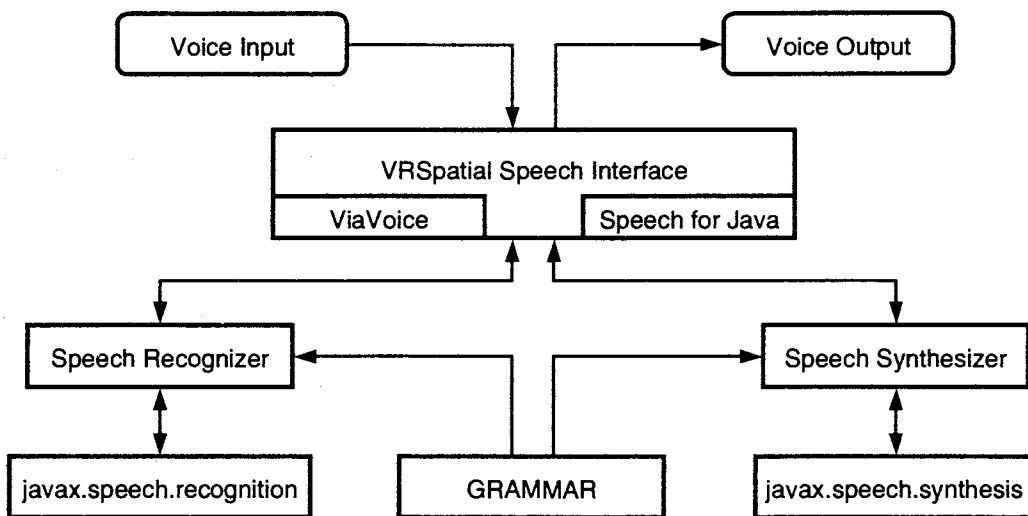 Voice Input
Voice Output
VRSpatial Speech Interface
ViaVoice
Speech for Java
Speech Recognizer
Speech Synthesizer
javax.speech.recognition
GRAMMAR
javax.speech.synthesis